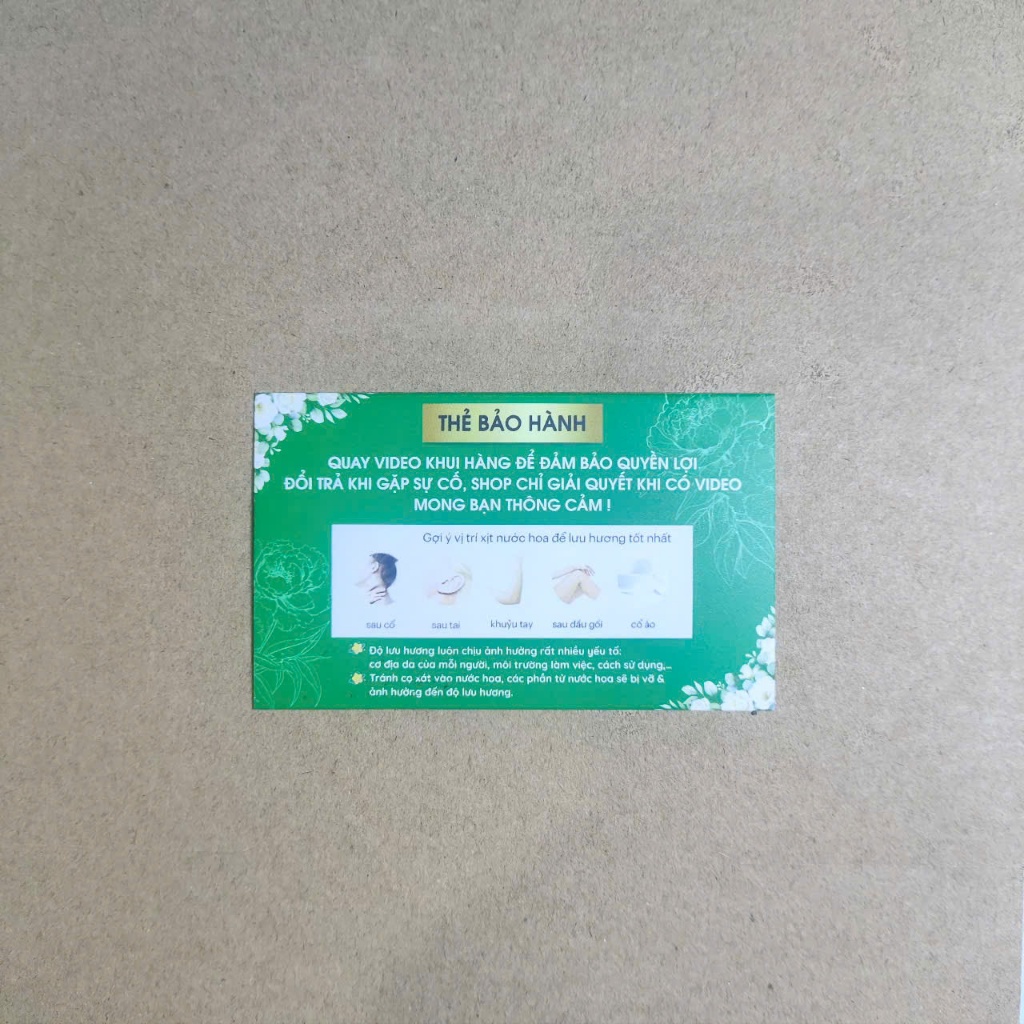 THẺ BẢO HÀNH
QUAY VIDEO KHUI HÀNG ĐỂ ĐẢM BẢO QUYỀN LỢI
ĐỔI TRẢ KHI GẶP SỰ CỐ, SHOP CHỈ GIẢI QUYẾT KHI CÓ VIDEO
MONG BẠN THÔNG CẢM !
Gợi ý vị trí xịt nước hoa để lưu hương tốt nhất
sau cổ sau tai khuỷu tay sau đầu gối cổ áo
Độ lưu hương luôn chịu ảnh hưởng rất nhiều yếu tố:
cơ địa da của mỗi người, môi trường làm việc, cách sử dụng,...
Tránh cọ xát vào nước hoa, các phần tử nước hoa sẽ bị vỡ &
ảnh hưởng đến độ lưu hương.